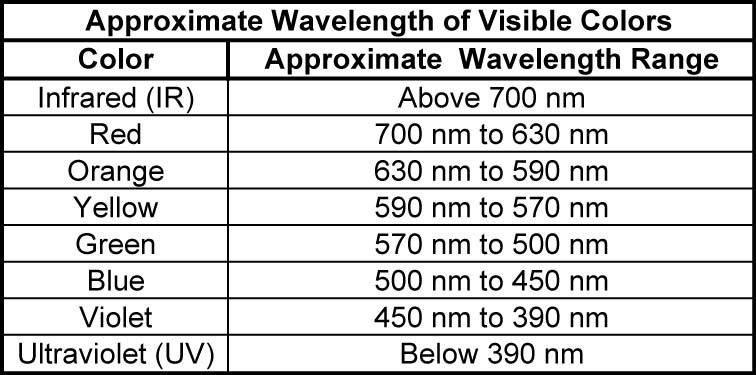 Approximate Wavelength of Visible Colors
Color Approximate Wavelength Range
Infrared (IR) Above 700 nm
Red 700 nm to 630 nm
Orange 630 nm to 590 nm
Yellow 590 nm to 570 nm
Green 570 nm to 500 nm
Blue 500 nm to 450 nm
Violet 450 nm to 390 nm
Ultraviolet (UV) Below 390 nm